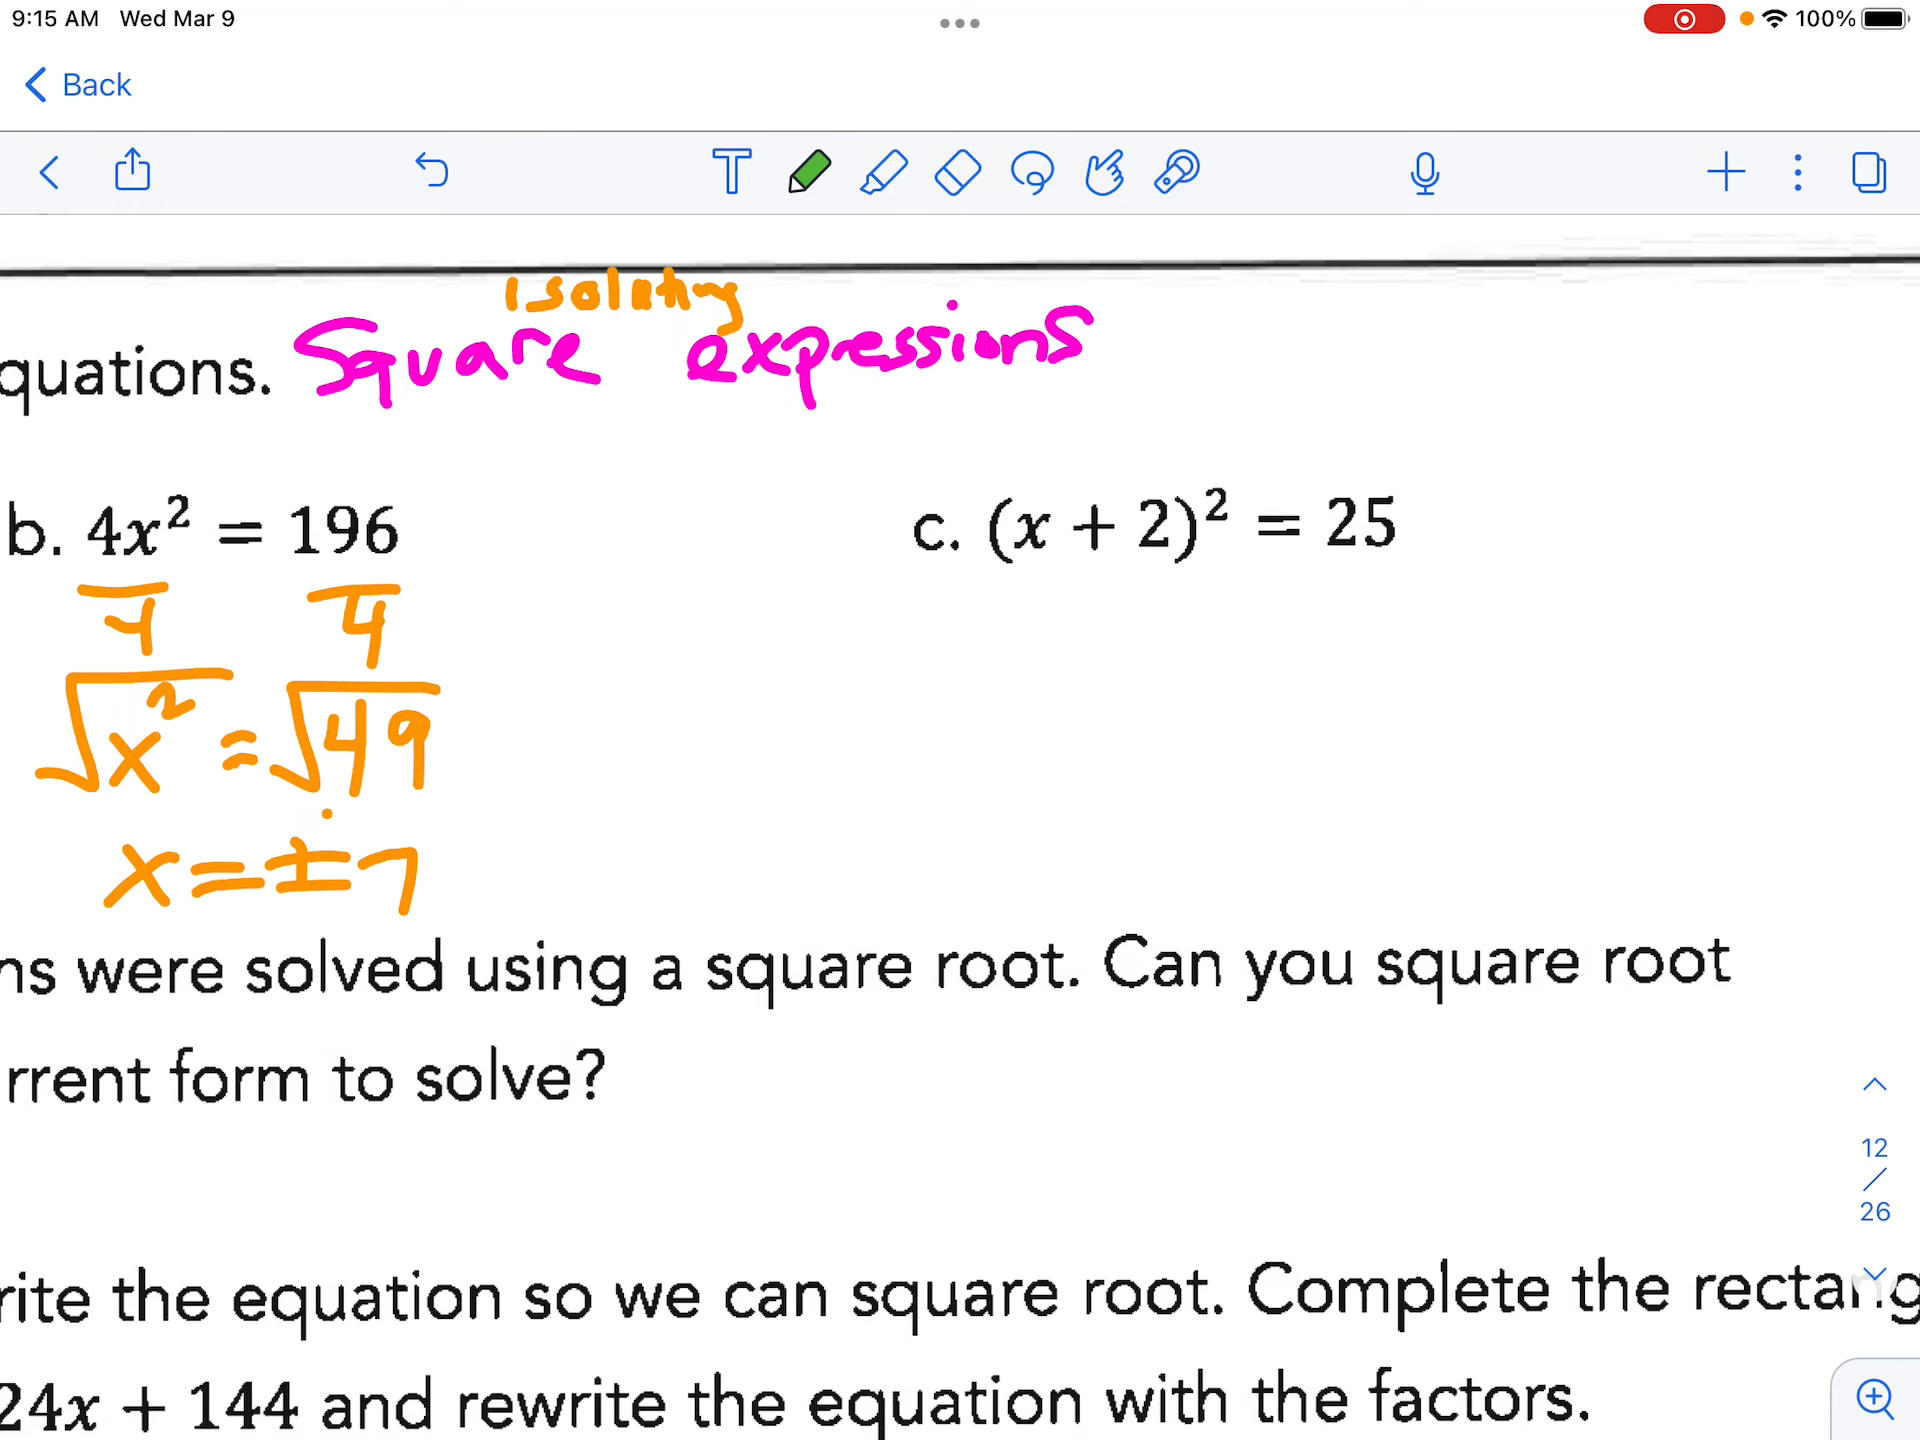 9:15 AM Wed Mar 9
100%
Back
isolating
quations. Square expressions
b. 4x² = 196
c. (x + 2)² = 25
4 4
√x² = √49
x = ±7
ns were solved using a square root. Can you square root
rrent form to solve?
12
/
26
rite the equation so we can square root. Complete the rectang
24x + 144 and rewrite the equation with the factors.